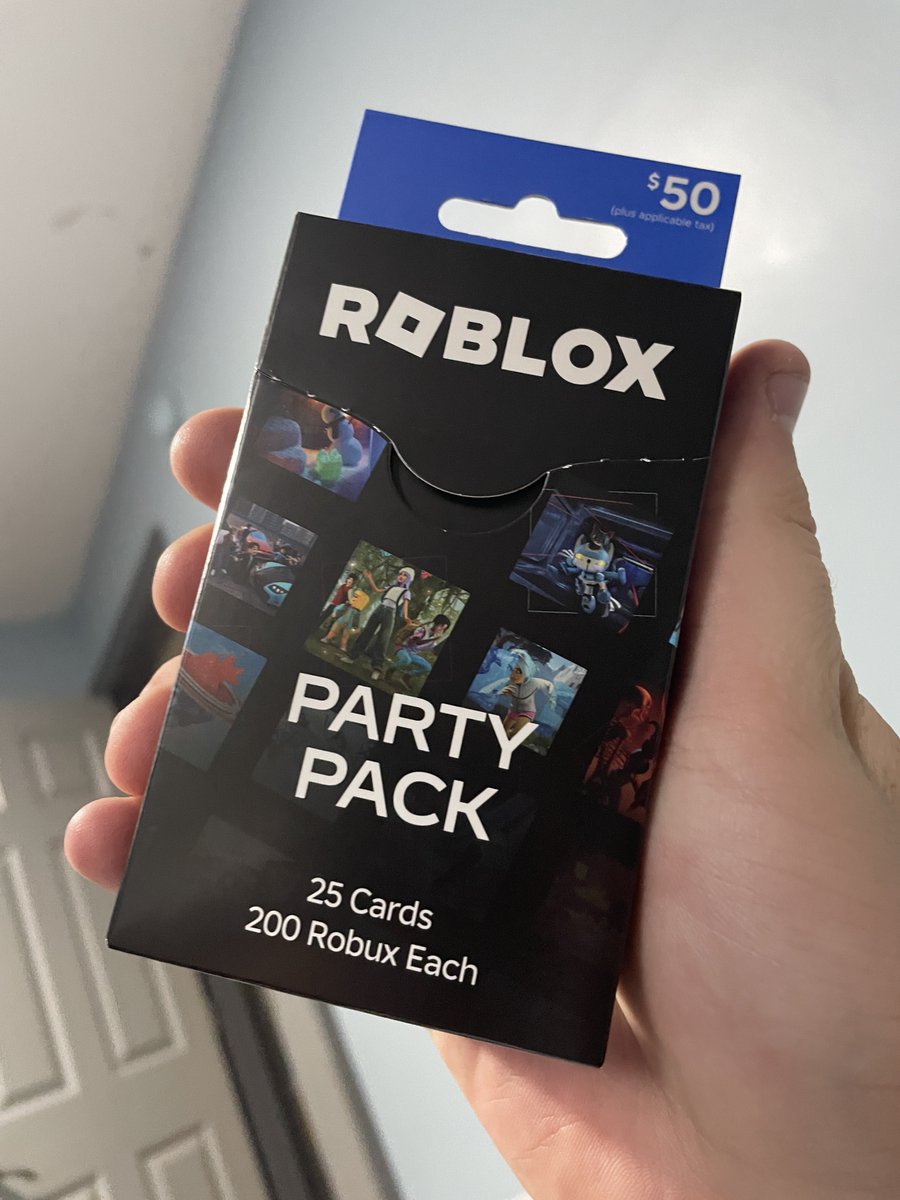 $50
(plus applicable tax)
ROBLOX
PARTY
PACK
25 Cards
200 Robux Each